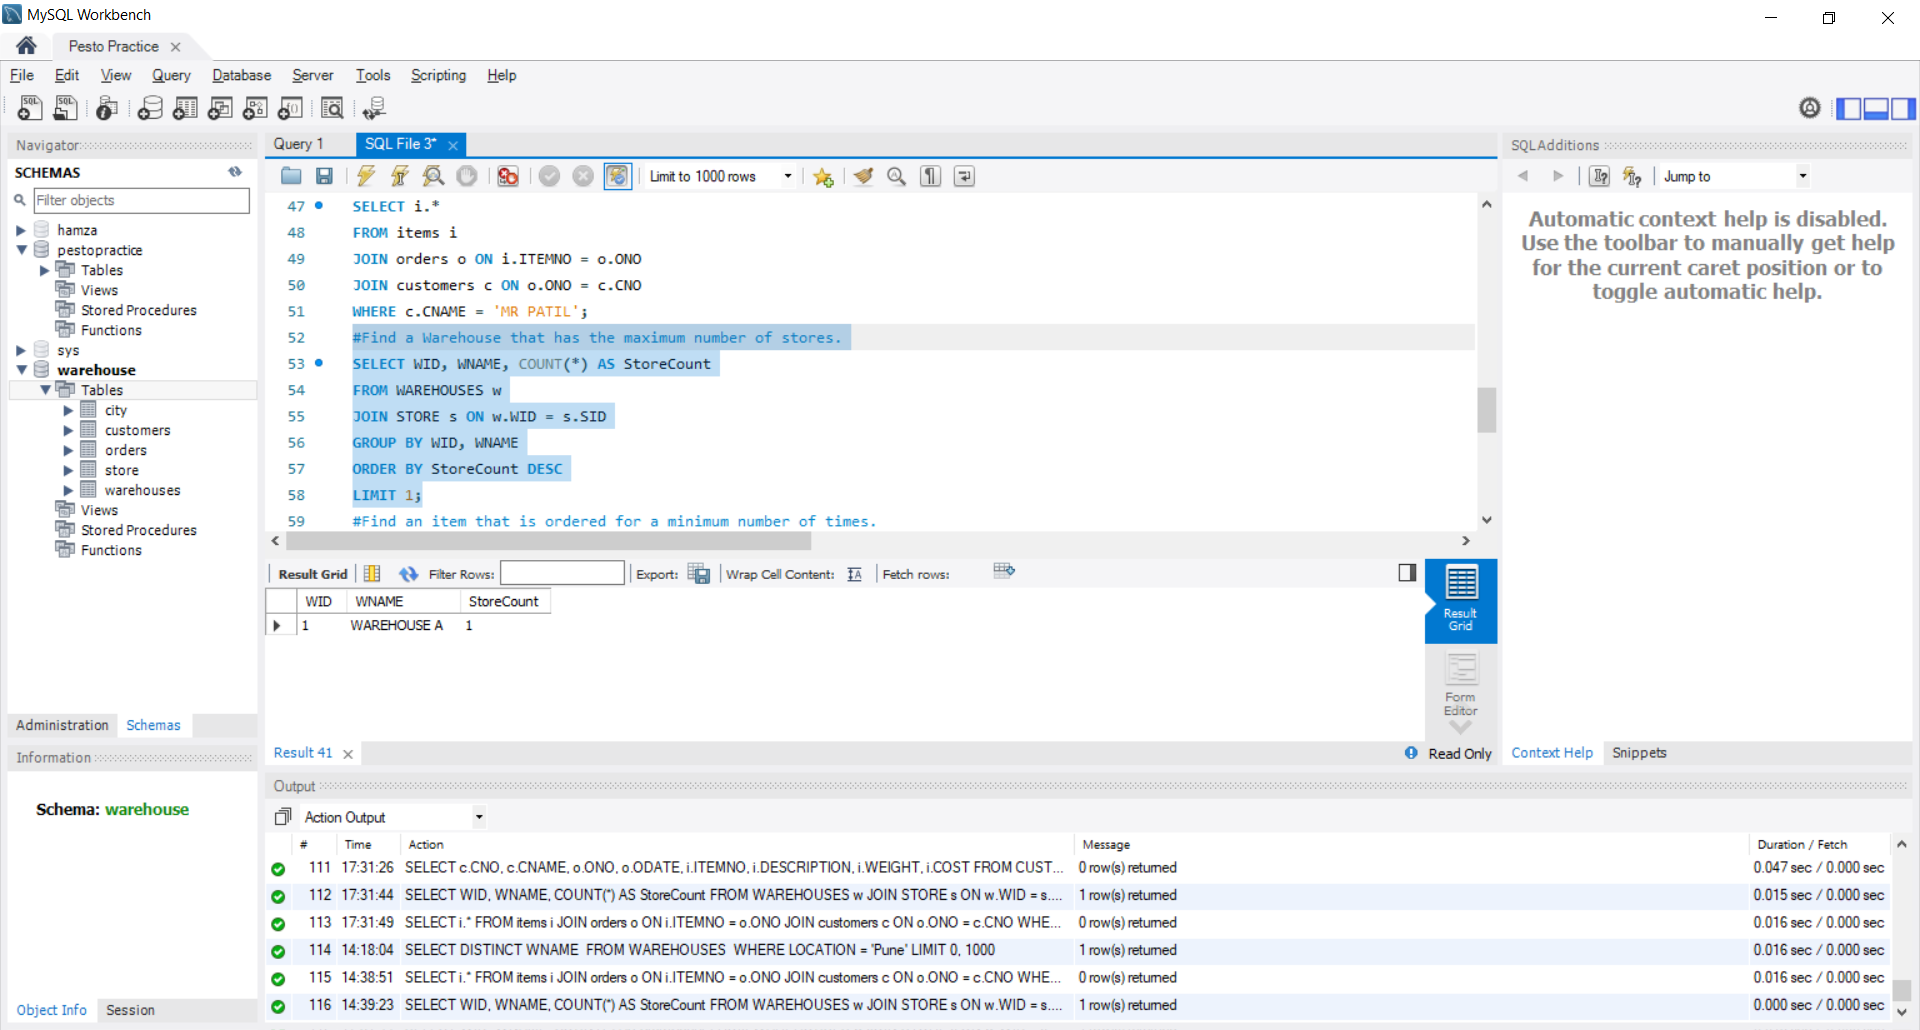 MySQL Workbench
Pesto Practice
File Edit View Query Database Server Tools Scripting Help
Navigator
SCHEMAS
Filter objects
hamza
pestopractice
Tables
Views
Stored Procedures
Functions
sys
warehouse
Tables
city
customers
orders
store
warehouses
Views
Stored Procedures
Functions
Administration Schemas
Information
Schema: warehouse
Object Info Session
Query 1 SQL File 3*
Limit to 1000 rows
47 SELECT i.*
48 FROM items i
49 JOIN orders o ON i.ITEMNO = o.ONO
50 JOIN customers c ON o.ONO = c.CNO
51 WHERE c.CNAME = 'MR PATIL';
52 #Find a Warehouse that has the maximum number of stores.
53 SELECT WID, WNAME, COUNT(*) AS StoreCount
54 FROM WAREHOUSES w
55 JOIN STORE s ON w.WID = s.SID
56 GROUP BY WID, WNAME
57 ORDER BY StoreCount DESC
58 LIMIT 1;
59 #Find an item that is ordered for a minimum number of times.
Result Grid Filter Rows: Export: Wrap Cell Content: Fetch rows:
WID WNAME StoreCount
1 WAREHOUSE A 1
Result Grid
Form Editor
Result 41
Read Only
SQLAdditions
Jump to
Automatic context help is disabled.
Use the toolbar to manually get help
for the current caret position or to
toggle automatic help.
Context Help Snippets
Output
Action Output
# Time Action Message Duration / Fetch
111 17:31:26 SELECT c.CNO, c.CNAME, o.ONO, o.ODATE, i.ITEMNO, i.DESCRIPTION, i.WEIGHT, i.COST FROM CUST... 0 row(s) returned 0.047 sec / 0.000 sec
112 17:31:44 SELECT WID, WNAME, COUNT(*) AS StoreCount FROM WAREHOUSES w JOIN STORE s ON w.WID = s.... 1 row(s) returned 0.015 sec / 0.000 sec
113 17:31:49 SELECT i.* FROM items i JOIN orders o ON i.ITEMNO = o.ONO JOIN customers c ON o.ONO = c.CNO WHE... 0 row(s) returned 0.016 sec / 0.000 sec
114 14:18:04 SELECT DISTINCT WNAME FROM WAREHOUSES WHERE LOCATION = 'Pune' LIMIT 0, 1000 1 row(s) returned 0.016 sec / 0.000 sec
115 14:38:51 SELECT i.* FROM items i JOIN orders o ON i.ITEMNO = o.ONO JOIN customers c ON o.ONO = c.CNO WHE... 0 row(s) returned 0.016 sec / 0.000 sec
116 14:39:23 SELECT WID, WNAME, COUNT(*) AS StoreCount FROM WAREHOUSES w JOIN STORE s ON w.WID = s.... 1 row(s) returned 0.000 sec / 0.000 sec